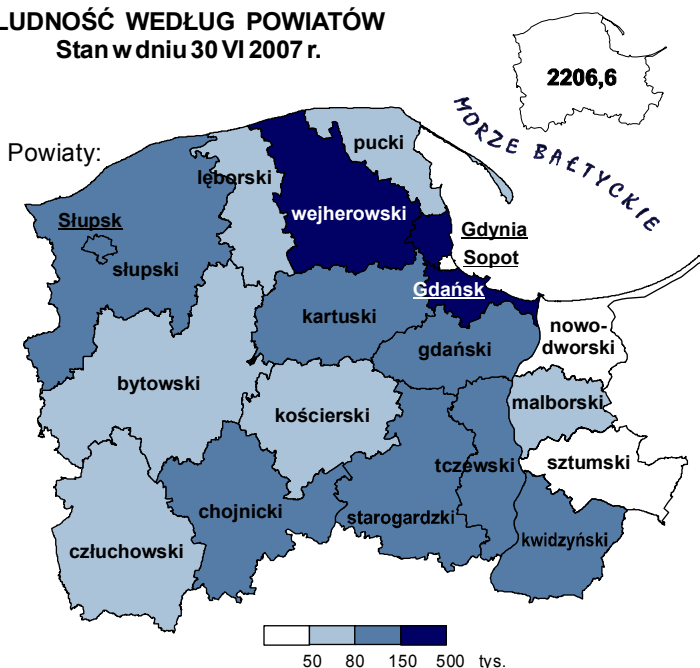 LUDNOŚĆ WEDŁUG POWIATÓW
Stan w dniu 30 VI 2007 r.
2206,6
MORZE BAŁTYCKIE
Powiaty:
pucki
lęborski
wejherowski
Słupsk
Gdynia
Sopot
słupski
Gdańsk
kartuski
nowo-
dworski
gdański
bytowski
malborski
kościerski
tczewski
sztumski
chojnicki
starogardzki
kwidzyński
człuchowski
50 80 150 500 tys.